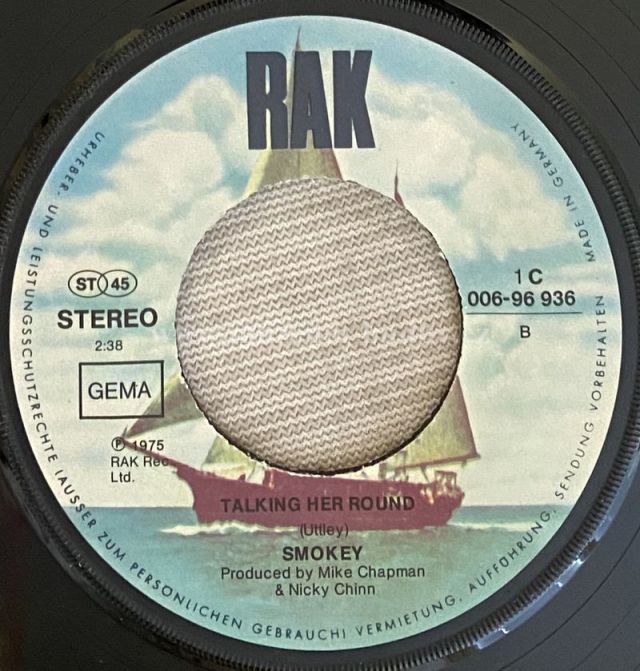 RAK
ST 45
STEREO
2:38
GEMA
℗ 1975
RAK Rec
Ltd.
1 C
006-96 936
B
TALKING HER ROUND
(Uttley)
SMOKEY
Produced by Mike Chapman
& Nicky Chinn
URHEBER- UND LEISTUNGSSCHUTZRECHTE (AUSSER ZUM PERSÖNLICHEN GEBRAUCH) VERMIETUNG, AUFFÜHRUNG, SENDUNG VORBEHALTEN MADE IN GERMANY